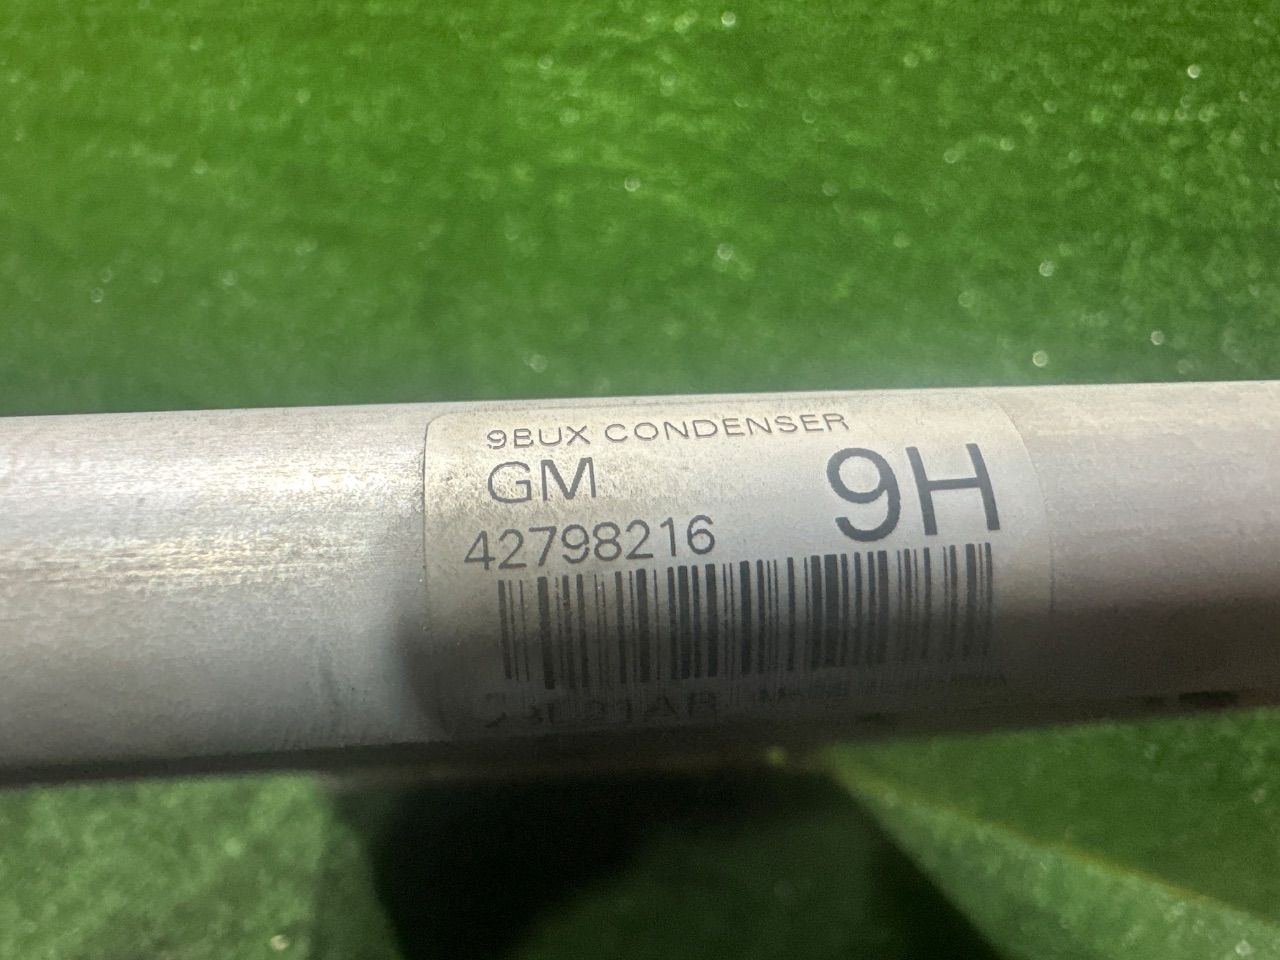 9BUX CONDENSER
GM
9H
42798216